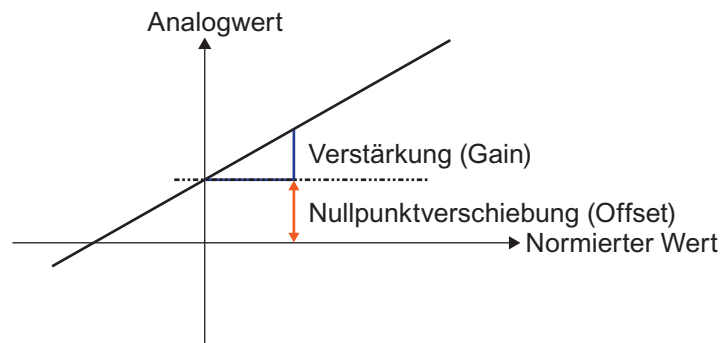 Analogwert
Verstärkung (Gain)
Nullpunktverschiebung (Offset)
Normierter Wert